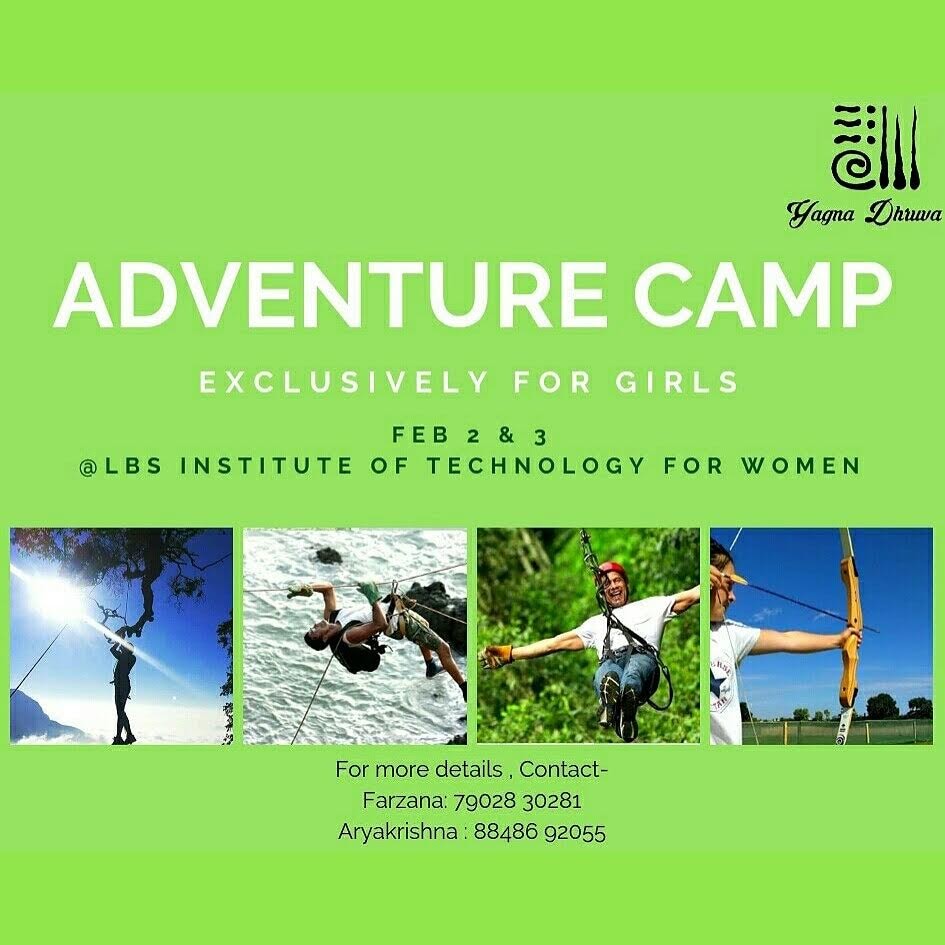 Yagna Dhruva
ADVENTURE CAMP
EXCLUSIVELY FOR GIRLS
FEB 2 & 3
@LBS INSTITUTE OF TECHNOLOGY FOR WOMEN
For more details , Contact-
Farzana: 79028 30281
Aryakrishna : 88486 92055